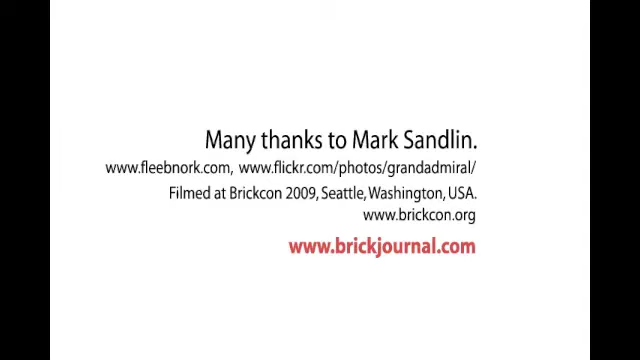 Many thanks to Mark Sandlin.
www.fleebnork.com, www.flickr.com/photos/grandadmiral/
Filmed at Brickcon 2009, Seattle, Washington, USA.
www.brickcon.org
www.brickjournal.com